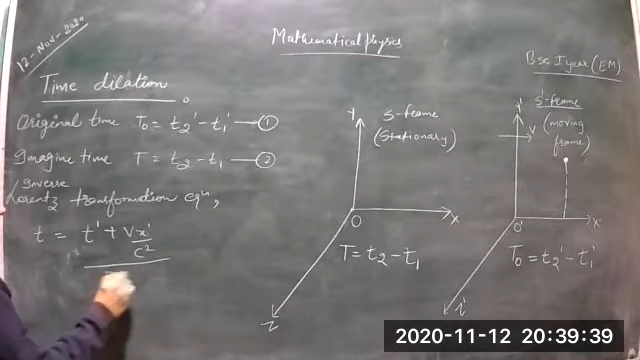 12-Nov-2020
Mathematical physics
Bsc I year (EM)
Time dilation.
Original time T₀ = t₂' - t₁' — ①
Imagine time T = t₂ - t₁ — ②
Inverse
Lorentz transformation eqⁿ,
t = t' + Vx'/c²
Y
S-frame
(Stationary)
O
X
Z
T = t₂ - t₁
Y'
S'-frame
(moving
frame)
V
O'
X'
Z'
T₀ = t₂' - t₁'
2020-11-12 20:39:39